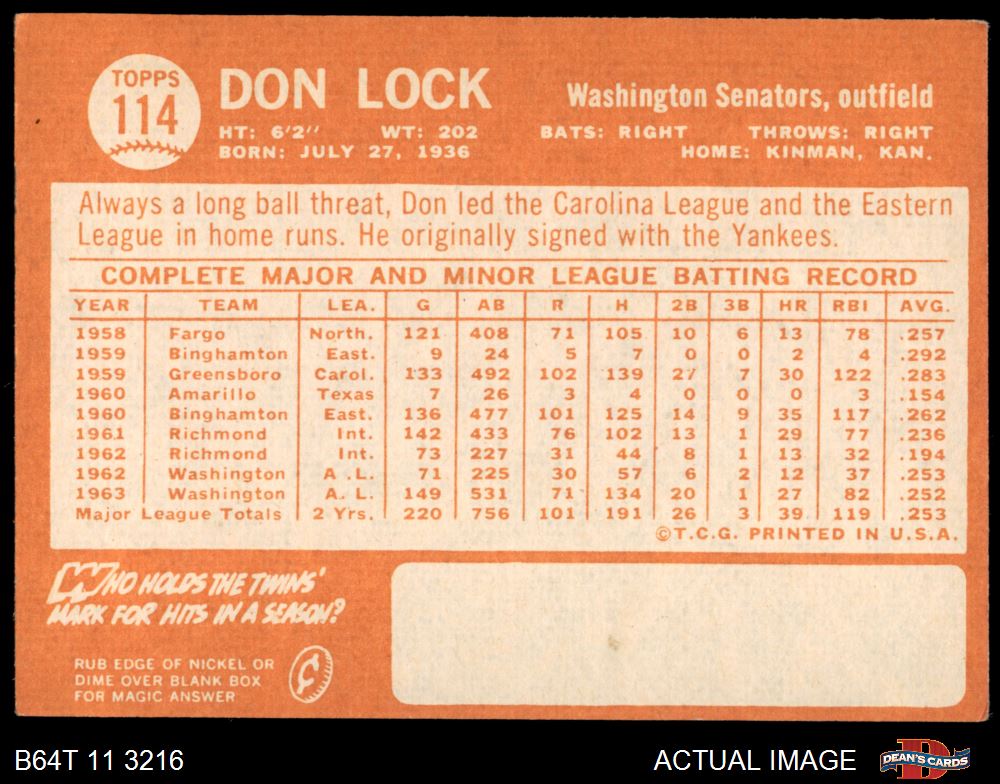 TOPPS
114
DON LOCK
Washington Senators, outfield
HT: 6'2" WT: 202 BATS: RIGHT THROWS: RIGHT
BORN: JULY 27, 1936 HOME: KINMAN, KAN.
Always a long ball threat, Don led the Carolina League and the Eastern
League in home runs. He originally signed with the Yankees.
COMPLETE MAJOR AND MINOR LEAGUE BATTING RECORD
YEAR TEAM LEA. G AB R H 2B 3B HR RBI AVG.
1958 Fargo North. 121 408 71 105 10 6 13 78 .257
1959 Binghamton East. 9 24 5 7 0 0 2 4 .292
1959 Greensboro Carol. 133 492 102 139 27 7 30 122 .283
1960 Amarillo Texas 7 26 3 4 0 0 0 3 .154
1960 Binghamton East. 136 477 101 125 14 9 35 117 .262
1961 Richmond Int. 142 433 76 102 13 1 29 77 .236
1962 Richmond Int. 73 227 31 44 8 1 13 32 .194
1962 Washington A.L. 71 225 30 57 6 2 12 37 .253
1963 Washington A.L. 149 531 71 134 20 1 27 82 .252
Major League Totals 2 Yrs. 220 756 101 191 26 3 39 119 .253
©T.C.G. PRINTED IN U.S.A.
WHO HOLDS THE TWINS'
MARK FOR HITS IN A SEASON?
RUB EDGE OF NICKEL OR
DIME OVER BLANK BOX
FOR MAGIC ANSWER
B64T 11 3216
ACTUAL IMAGE
DEAN'S CARDS